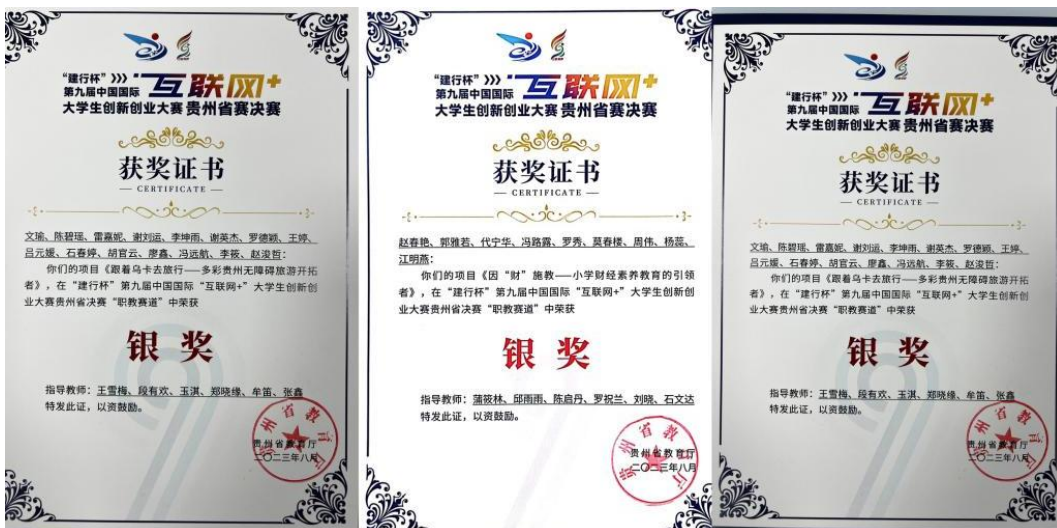 “建行杯”》》》
第九届中国国际
互联网+
大学生创新创业大赛 贵州省赛决赛
获奖证书
— CERTIFICATE —
文瑜、陈碧瑶、雷嘉妮、谢刘运、李坤雨、谢英杰、罗德颖、王婷、
吕元媛、石春婷、胡官云、廖鑫、冯远航、李筱、赵浚哲：
你们的项目《跟着乌卡去旅行——多彩贵州无障碍旅游开拓
者》，在“建行杯”第九届中国国际“互联网+”大学生创新创
业大赛贵州省决赛“职教赛道”中荣获
银奖
指导教师：王雪梅、段有欢、玉淇、郑晓缘、牟笛、张鑫
特发此证，以资鼓励。
贵州省教育厅
二〇二三年八月
“建行杯”》》》
第九届中国国际
互联网+
大学生创新创业大赛 贵州省赛决赛
获奖证书
— CERTIFICATE —
赵春艳、郭雅若、代宁华、冯路露、罗秀、莫春楼、周伟、杨蕊、
江明燕：
你们的项目《因“财”施教——小学财经素养教育的引领
者》，在“建行杯”第九届中国国际“互联网+”大学生创新创
业大赛贵州省决赛“职教赛道”中荣获
银奖
指导教师：蒲筱林、邱雨雨、陈启丹、罗祝兰、刘晓、石文达
特发此证，以资鼓励。
贵州省教育厅
二〇二三年八月
“建行杯”》》》
第九届中国国际
互联网+
大学生创新创业大赛 贵州省赛决赛
获奖证书
— CERTIFICATE —
文瑜、陈碧瑶、雷嘉妮、谢刘运、李坤雨、谢英杰、罗德颖、王婷、
吕元媛、石春婷、胡官云、廖鑫、冯远航、李筱、赵浚哲：
你们的项目《跟着乌卡去旅行——多彩贵州无障碍旅游开拓
者》，在“建行杯”第九届中国国际“互联网+”大学生创新创
业大赛贵州省决赛“职教赛道”中荣获
银奖
指导教师：王雪梅、段有欢、玉淇、郑晓缘、牟笛、张鑫
特发此证，以资鼓励。
贵州省教育厅
二〇二三年八月